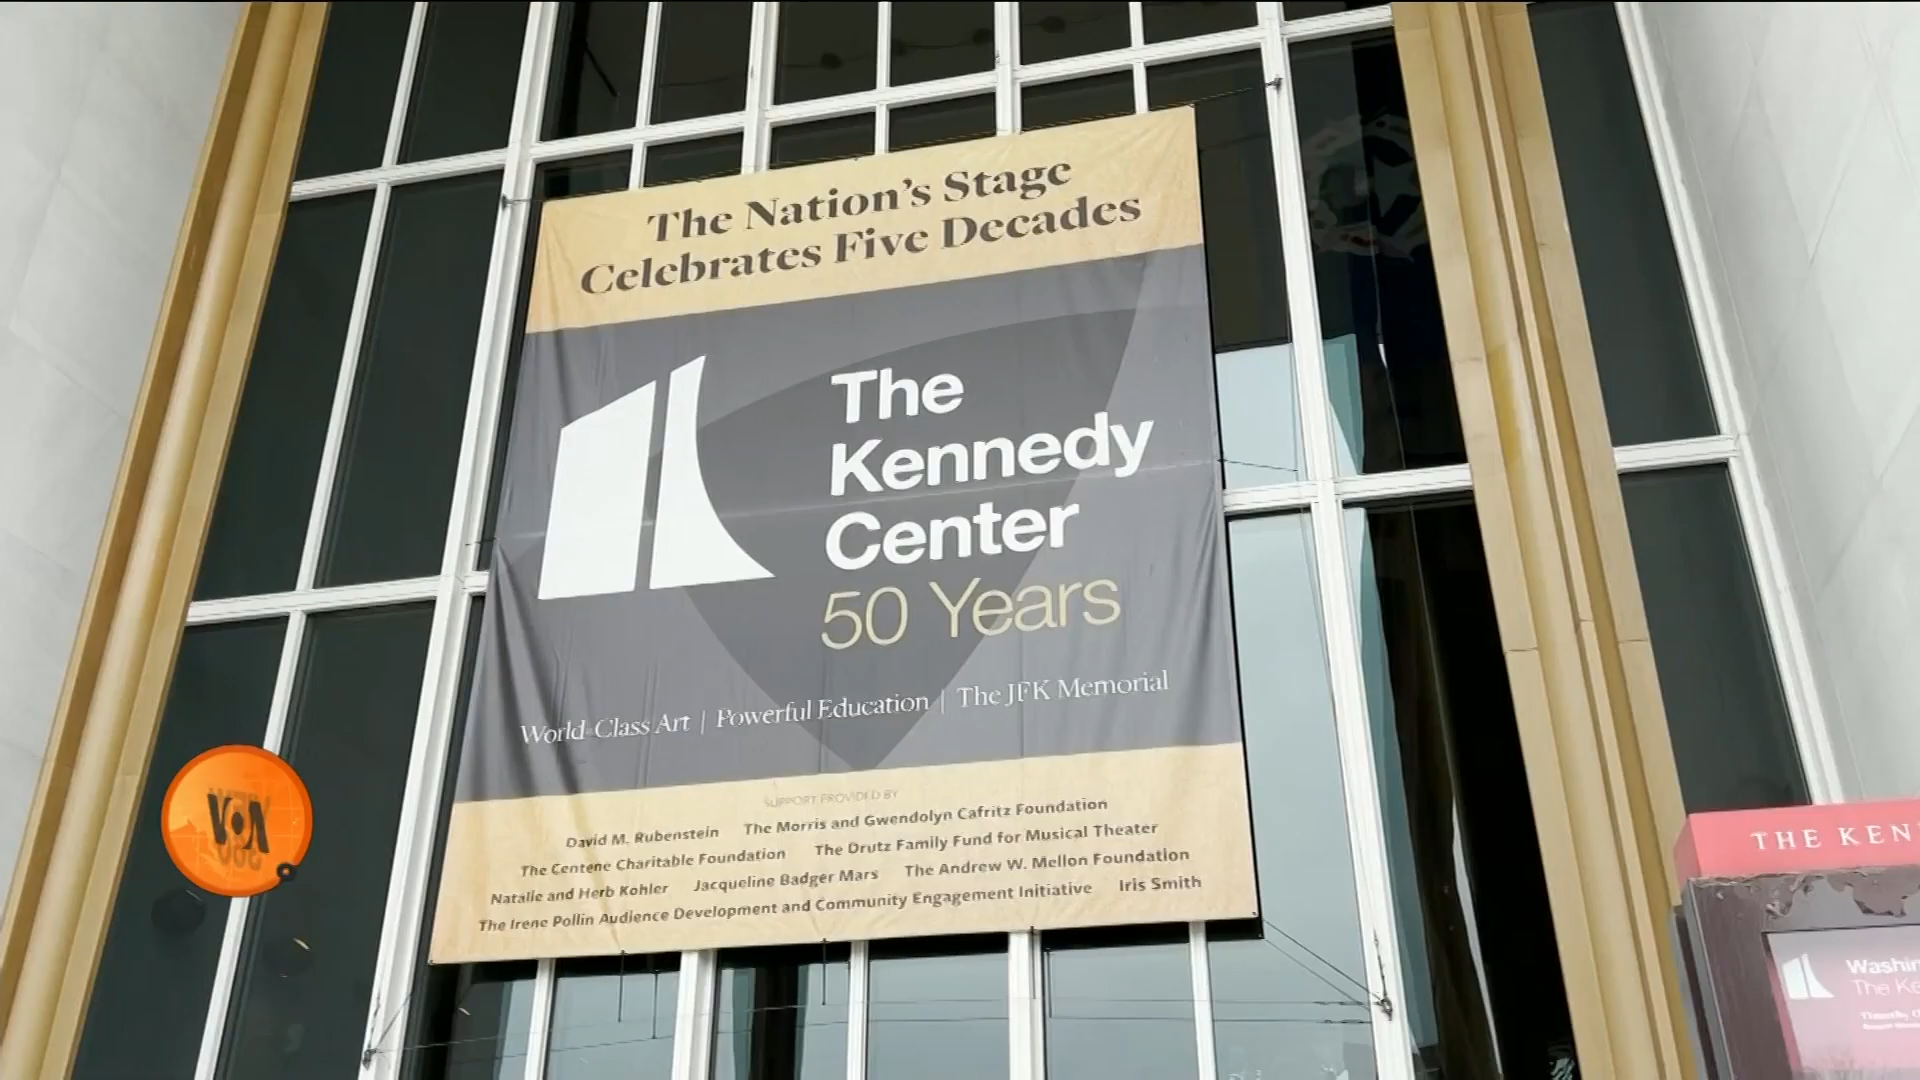 The Nation's Stage
Celebrates Five Decades
The
Kennedy
Center
50 Years
World-Class Art | Powerful Education | The JFK Memorial
SUPPORT PROVIDED BY
David M. Rubenstein The Morris and Gwendolyn Cafritz Foundation
The Centene Charitable Foundation The Drutz Family Fund for Musical Theater
Natalie and Herb Kohler Jacqueline Badger Mars The Andrew W. Mellon Foundation
The Irene Pollin Audience Development and Community Engagement Initiative Iris Smith
VOA
THE KEN
Washin
The Ke